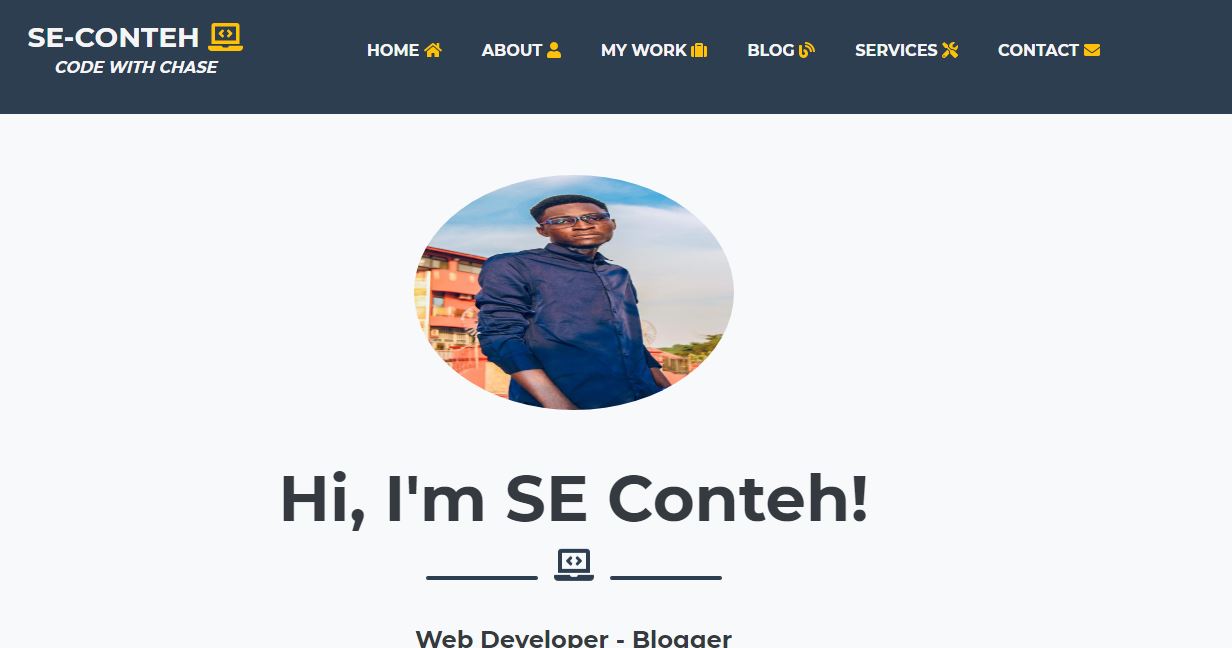 SE-CONTEH
CODE WITH CHASE
HOME
ABOUT
MY WORK
BLOG
SERVICES
CONTACT
Hi, I'm SE Conteh!
Web Developer - Blogger